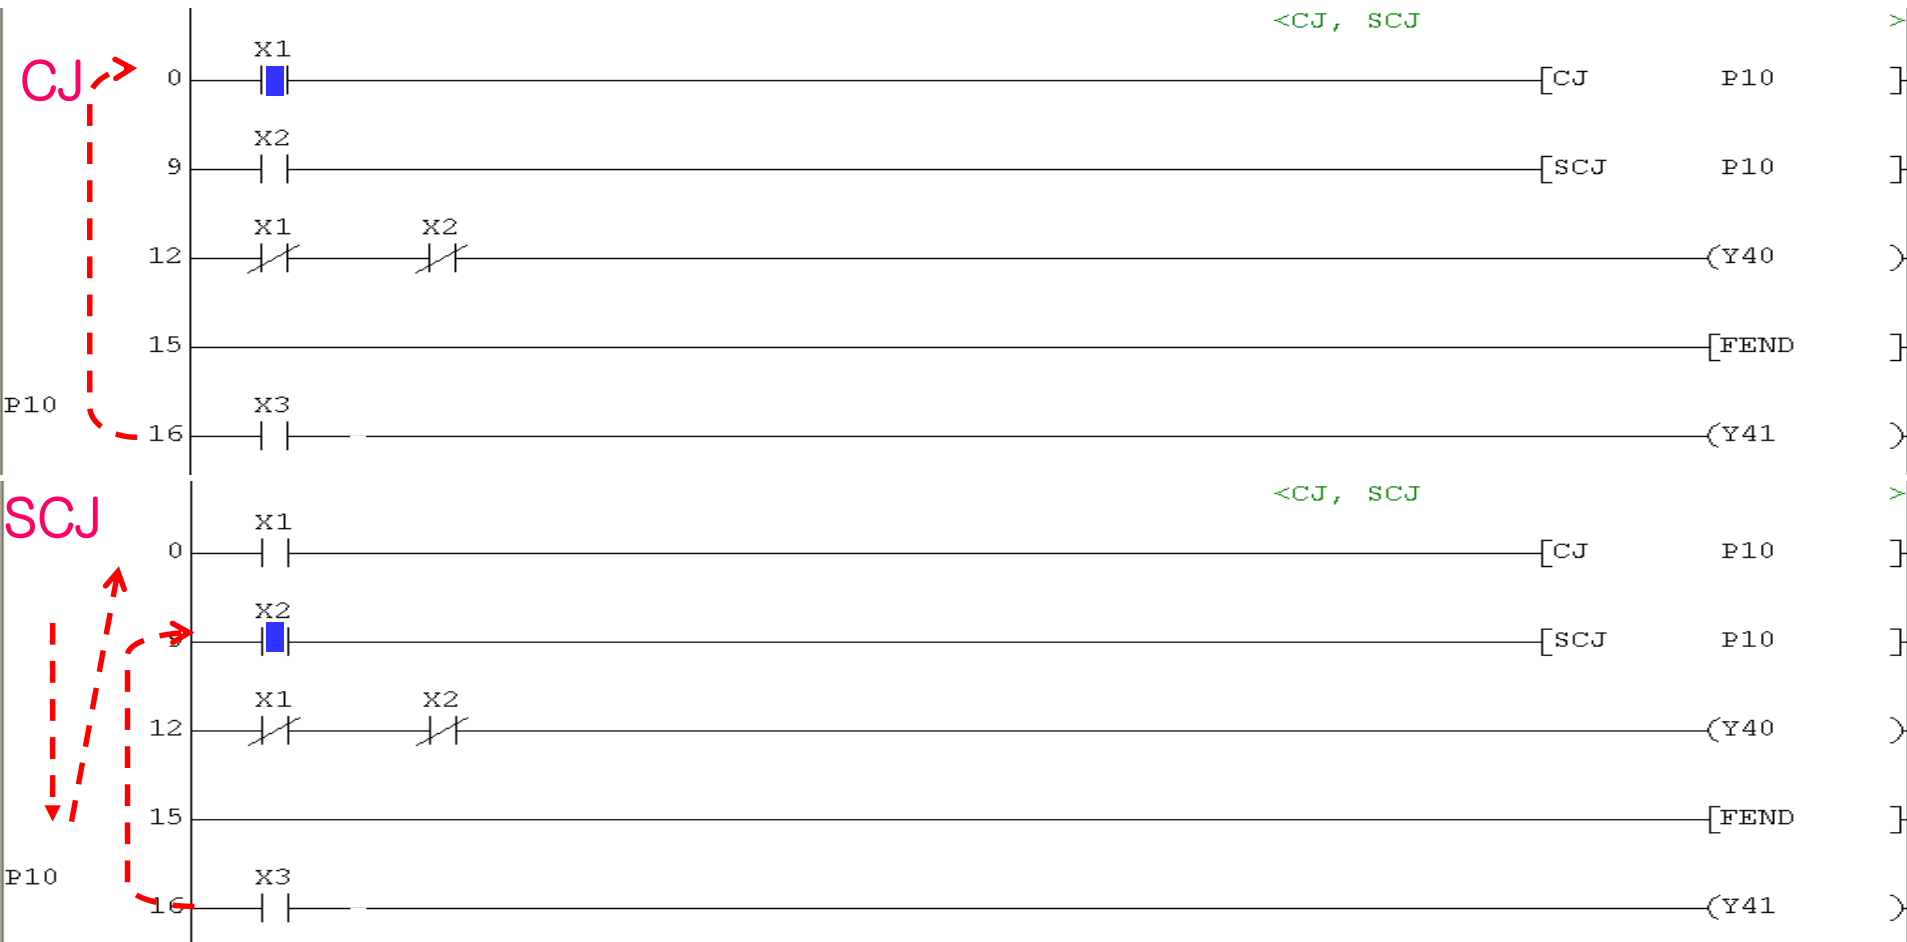 <CJ, SCJ >
CJ
X1
0 [CJ P10 ]
X2
9 [SCJ P10 ]
X1 X2
12 (Y40 )
15 [FEND ]
P10 X3
16 (Y41 )
<CJ, SCJ >
SCJ
X1
0 [CJ P10 ]
X2
[SCJ P10 ]
X1 X2
12 (Y40 )
15 [FEND ]
P10 X3
16 (Y41 )